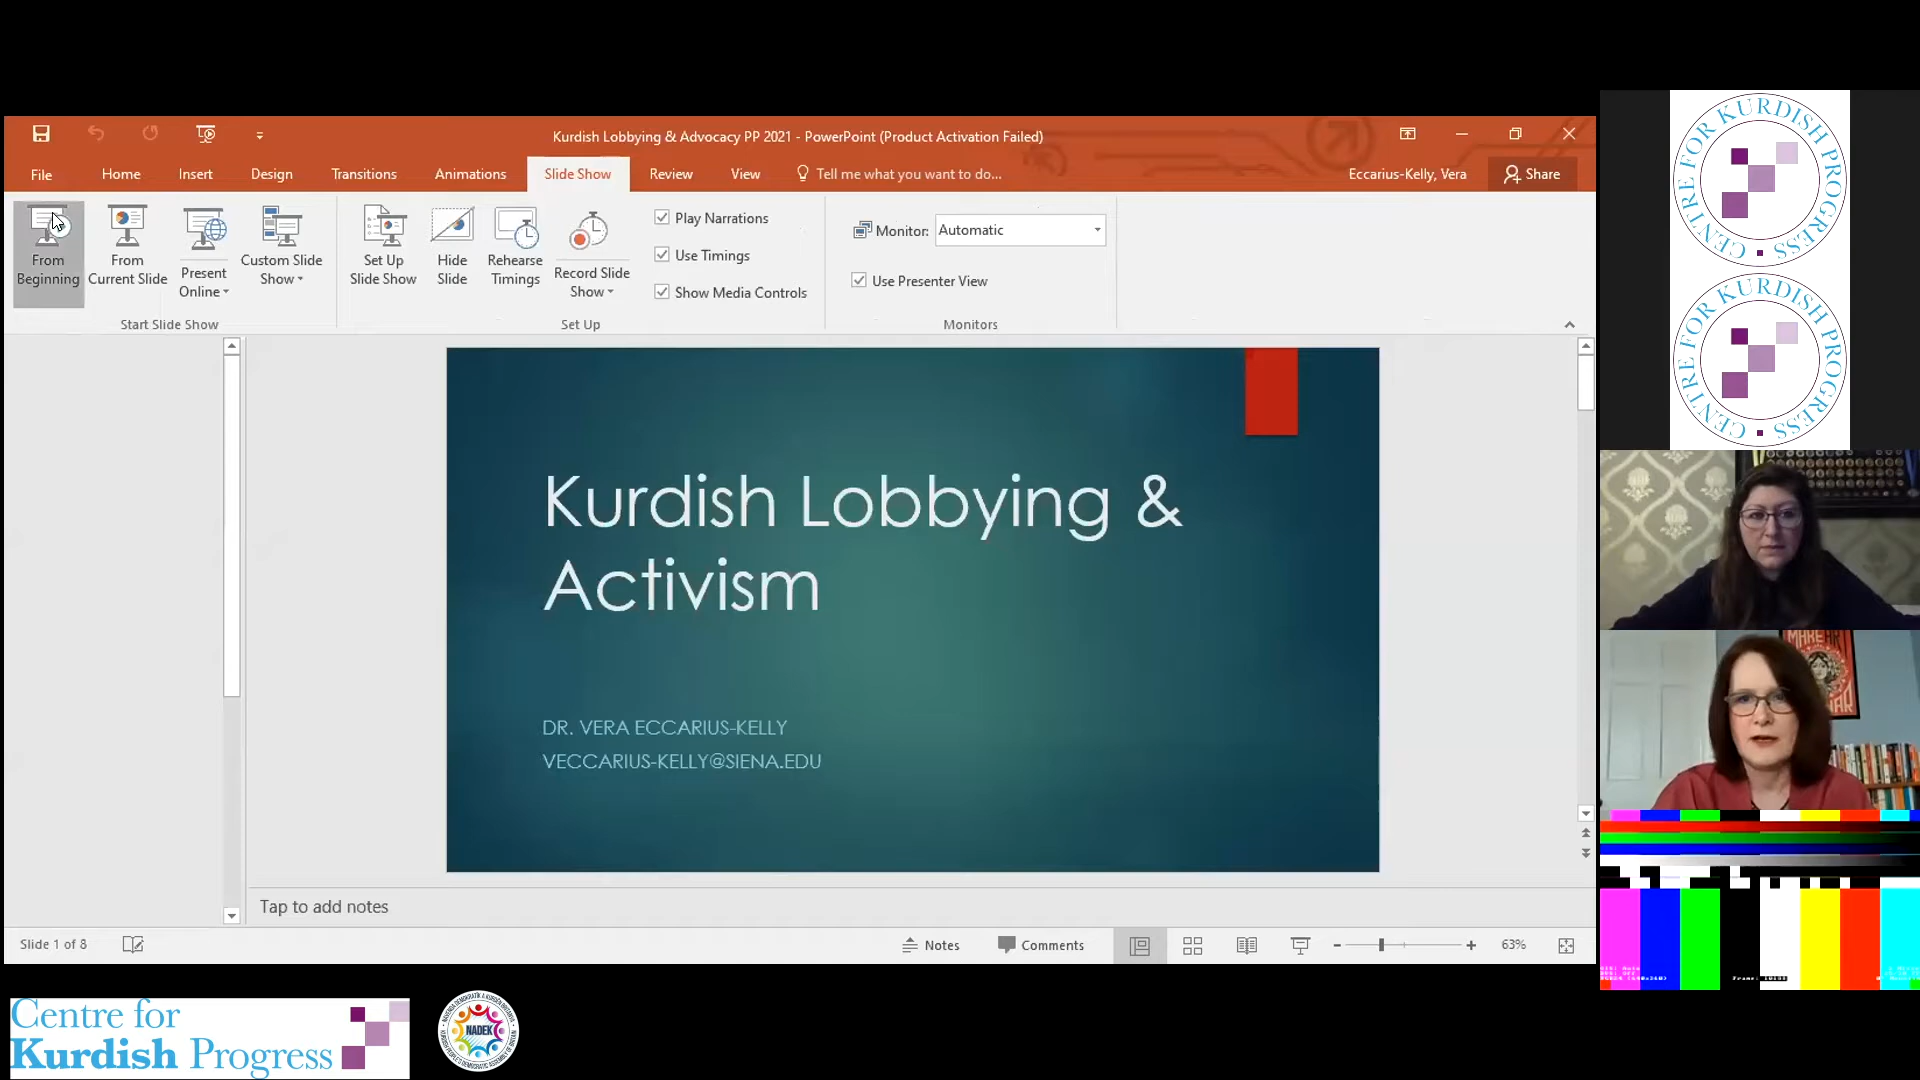 Kurdish Lobbying & Advocacy PP 2021 - PowerPoint (Product Activation Failed)
File
Home
Insert
Design
Transitions
Animations
Slide Show
Review
View
Tell me what you want to do...
Eccarius-Kelly, Vera
Share
From
Beginning
From
Current Slide
Present
Online
Custom Slide
Show
Set Up
Slide Show
Hide
Slide
Rehearse
Timings
Record Slide
Show
Play Narrations
Use Timings
Show Media Controls
Monitor:
Automatic
Use Presenter View
Start Slide Show
Set Up
Monitors
Kurdish Lobbying &
Activism
DR. VERA ECCARIUS-KELLY
VECCARIUS-KELLY@SIENA.EDU
Tap to add notes
Slide 1 of 8
Notes
Comments
63%
CENTRE FOR KURDISH PROGRESS
CENTRE FOR KURDISH PROGRESS
MAKE ART
WAR
Centre for
Kurdish Progress
NADEK